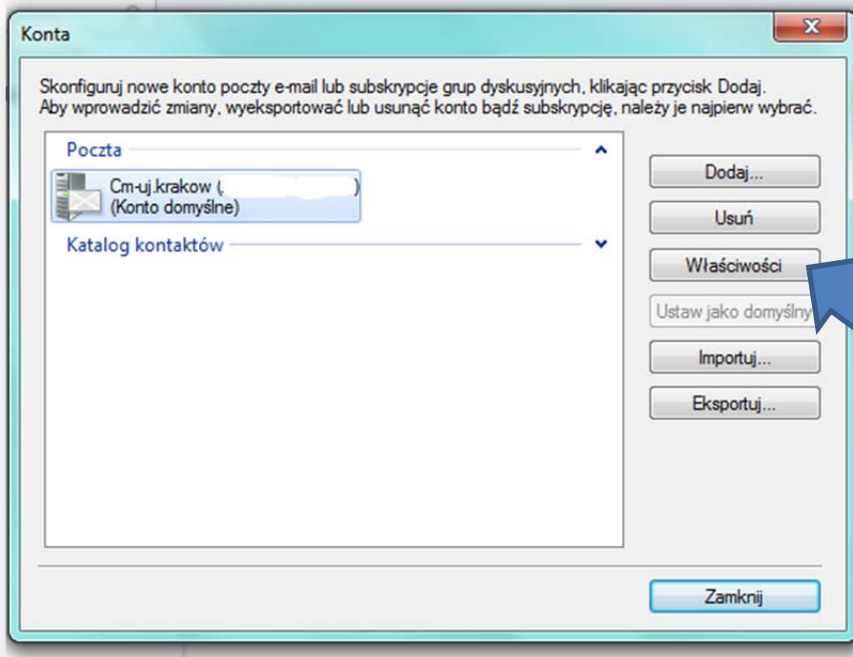 Konta
Skonfiguruj nowe konto poczty e-mail lub subskrypcje grup dyskusyjnych, klikając przycisk Dodaj.
Aby wprowadzić zmiany, wyeksportować lub usunąć konto bądź subskrypcję, należy je najpierw wybrać.
Poczta
Cm-uj.krakow (, )
(Konto domyślne)
Katalog kontaktów
Dodaj...
Usuń
Właściwości
Ustaw jako domyślny
Importuj...
Eksportuj...
Zamknij